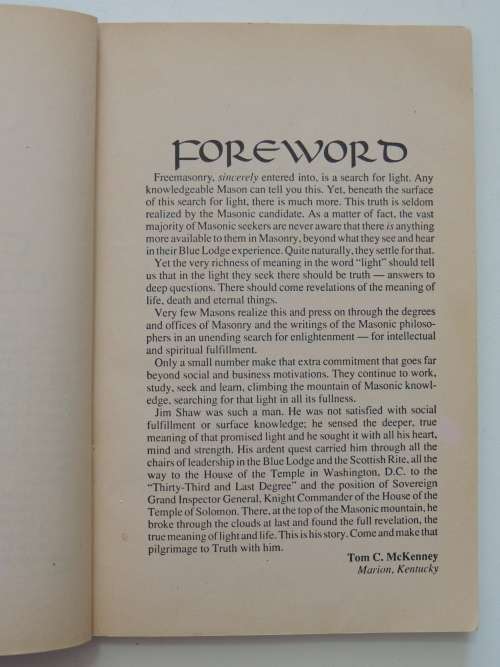 FOREWORD
Freemasonry, sincerely entered into, is a search for light. Any
knowledgeable Mason can tell you this. Yet, beneath the surface
of this search for light, there is much more. This truth is seldom
realized by the Masonic candidate. As a matter of fact, the vast
majority of Masonic seekers are never aware that there is anything
more available to them in Masonry, beyond what they see and hear
in their Blue Lodge experience. Quite naturally, they settle for that.
Yet the very richness of meaning in the word "light" should tell
us that in the light they seek there should be truth — answers to
deep questions. There should come revelations of the meaning of
life, death and eternal things.
Very few Masons realize this and press on through the degrees
and offices of Masonry and the writings of the Masonic philoso-
phers in an unending search for enlightenment — for intellectual
and spiritual fulfillment.
Only a small number make that extra commitment that goes far
beyond social and business motivations. They continue to work,
study, seek and learn, climbing the mountain of Masonic knowl-
edge, searching for that light in all its fullness.
Jim Shaw was such a man. He was not satisfied with social
fulfillment or surface knowledge; he sensed the deeper, true
meaning of that promised light and he sought it with all his heart,
mind and strength. His ardent quest carried him through all the
chairs of leadership in the Blue Lodge and the Scottish Rite, all the
way to the House of the Temple in Washington, D.C. to the
"Thirty-Third and Last Degree" and the position of Sovereign
Grand Inspector General, Knight Commander of the House of the
Temple of Solomon. There, at the top of the Masonic mountain, he
broke through the clouds at last and found the full revelation, the
true meaning of light and life. This is his story. Come and make that
pilgrimage to Truth with him.
Tom C. McKenney
Marion, Kentucky